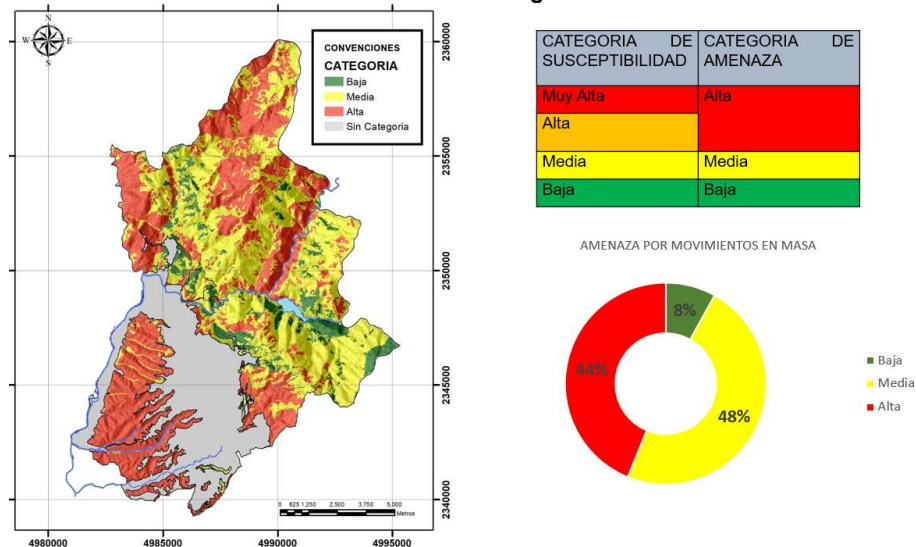 N
W
E
S
CONVENCIONES
CATEGORIA
Baja
Media
Alta
Sin Categoria
2360000
2355000
2350000
2345000
2340000
0 625 1,250 2,500 3,750 5,000
Metros
4980000 4985000 4990000 4995000
CATEGORIA DE SUSCEPTIBILIDAD
CATEGORIA DE AMENAZA
Muy Alta
Alta
Alta
Media
Media
Baja
Baja
AMENAZA POR MOVIMIENTOS EN MASA
8%
44%
48%
Baja
Media
Alta